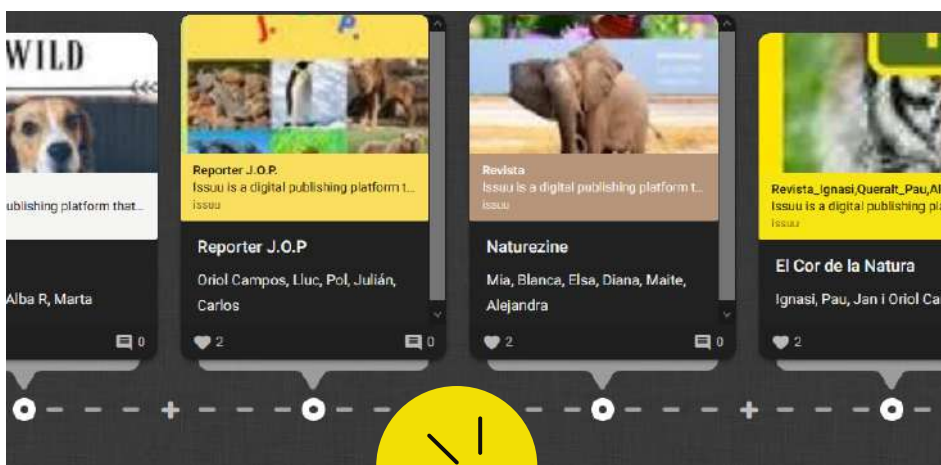 WILD
ublishing platform that...
Alba R, Marta
0
J. P.
Reporter J.O.P.
Issuu is a digital publishing platform t...
issuu
Reporter J.O.P
Oriol Campos, Lluc, Pol, Julián,
Carlos
2
0
Revista
Issuu is a digital publishing platform t...
issuu
Naturezine
Mia, Blanca, Elsa, Diana, Maite,
Alejandra
2
0
Revista_Ignasi,Queralt_Pau,Al
Issuu is a digital publishing pla
issuu
El Cor de la Natura
Ignasi, Pau, Jan i Oriol Ca
2